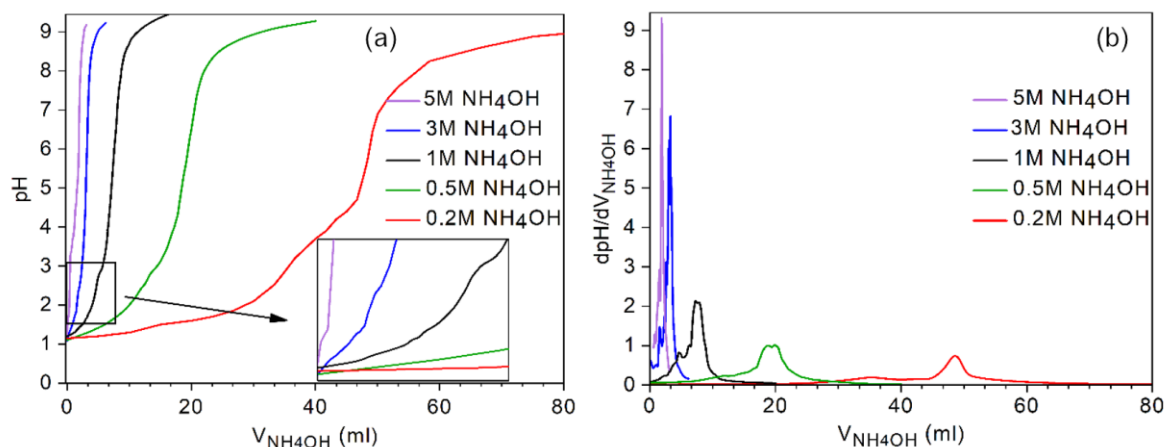 (a)
9
8
7
6
5
4
3
2
1
0
pH
5M NH₄OH
3M NH₄OH
1M NH₄OH
0.5M NH₄OH
0.2M NH₄OH
0 20 40 60 80
V_NH4OH (ml)
(b)
9
8
7
6
5
4
3
2
1
0
dpH/dV_NH4OH
5M NH₄OH
3M NH₄OH
1M NH₄OH
0.5M NH₄OH
0.2M NH₄OH
0 20 40 60 80
V_NH4OH (ml)